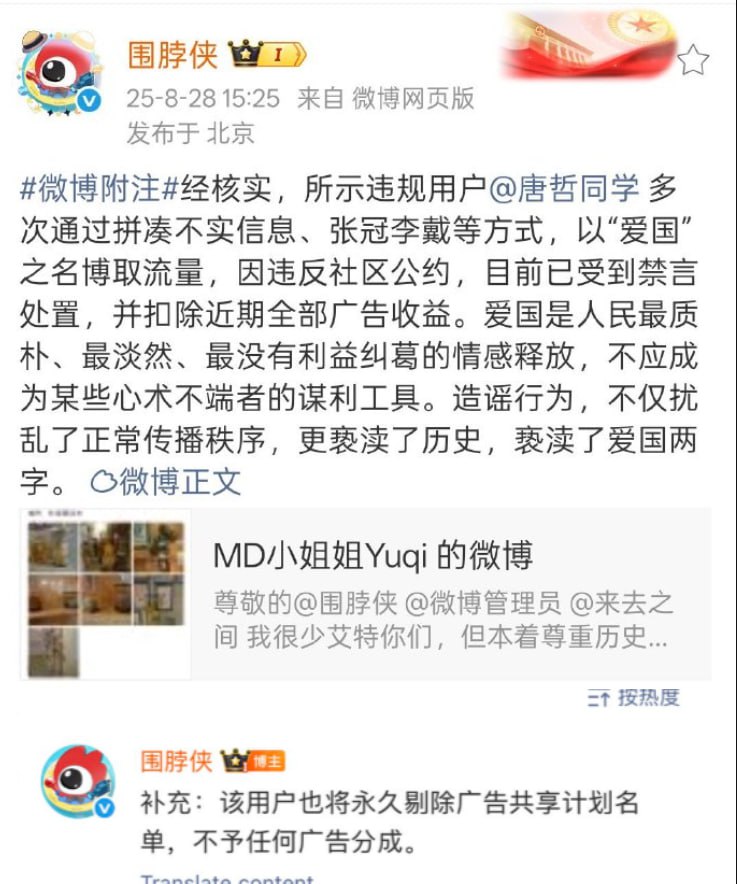 围脖侠 I
25-8-28 15:25 来自 微博网页版
发布于 北京
#微博附注#经核实，所示违规用户@唐哲同学 多
次通过拼凑不实信息、张冠李戴等方式，以“爱国”
之名博取流量，因违反社区公约，目前已受到禁言
处置，并扣除近期全部广告收益。爱国是人民最质
朴、最淡然、最没有利益纠葛的情感释放，不应成
为某些心术不端者的谋利工具。造谣行为，不仅扰
乱了正常传播秩序，更亵渎了历史，亵渎了爱国两
字。 微博正文
MD小姐姐Yuqi 的微博
尊敬的@围脖侠 @微博管理员 @来去之
间 我很少艾特你们，但本着尊重历史...
按热度
围脖侠 博主
补充：该用户也将永久剔除广告共享计划名
单，不予任何广告分成。
Translate content